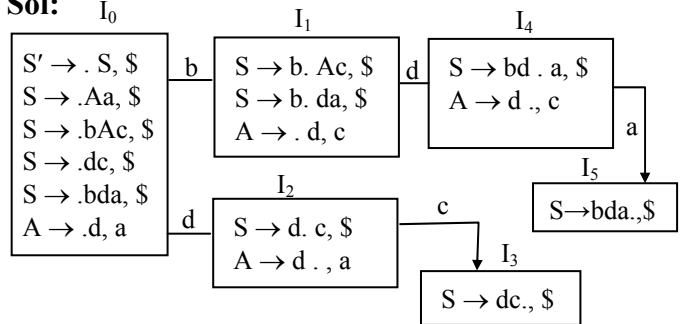 Sol:
I₀
S′ → . S, $
S → .Aa, $
S → .bAc, $
S → .dc, $
S → .bda, $
A → .d, a
b
d
I₁
S → b. Ac, $
S → b. da, $
A → . d, c
d
I₄
S → bd . a, $
A → d ., c
a
I₅
S→bda.,$
I₂
S → d. c, $
A → d . , a
c
I₃
S → dc., $